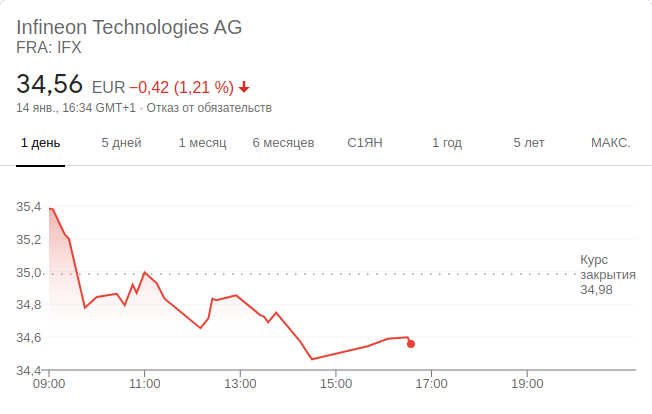 Infineon Technologies AG
FRA: IFX
34,56 EUR −0,42 (1,21 %)
14 янв., 16:34 GMT+1 · Отказ от обязательств
1 день 5 дней 1 месяц 6 месяцев С1ЯН 1 год 5 лет МАКС.
35,4
35,2
35,0
34,8
34,6
34,4
Курс
закрытия
34,98
09:00 11:00 13:00 15:00 17:00 19:00